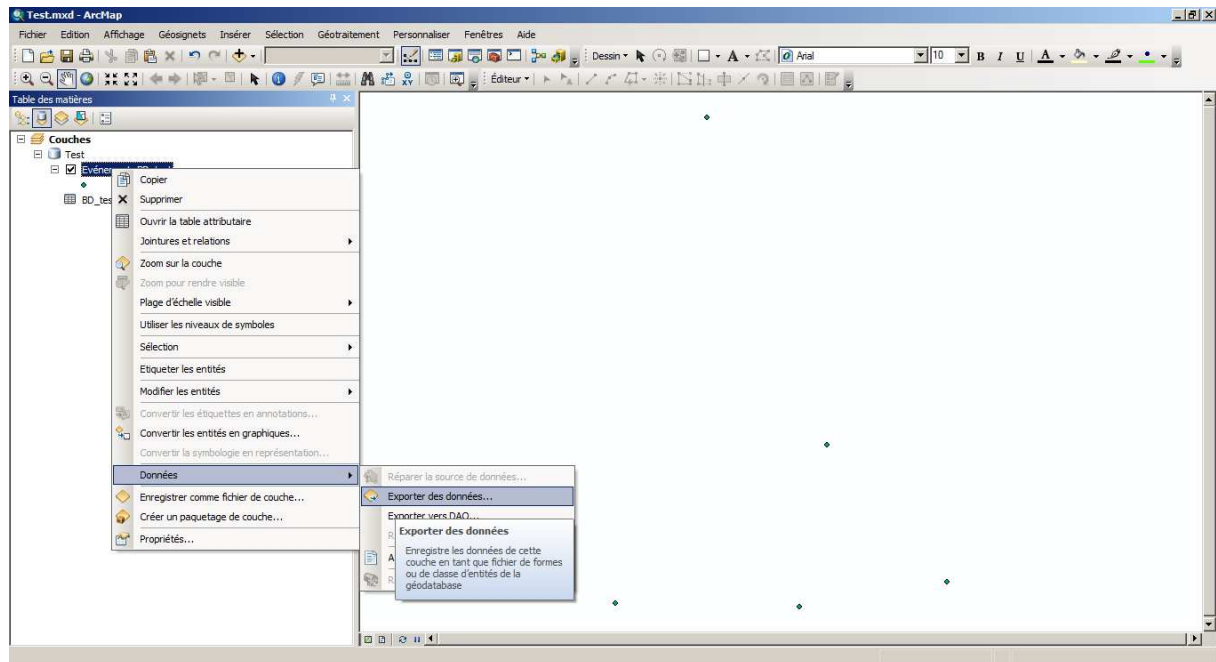 Test.mxd - ArcMap
Fichier Edition Affichage Géosignets Insérer Sélection Géotraitement Personnaliser Fenêtres Aide
Dessin A Arial 10 B I U A
Éditeur
Table des matières
Couches
Test
BD_tes
Copier
Supprimer
Ouvrir la table attributaire
Jointures et relations
Zoom sur la couche
Zoom pour rendre visible
Plage d'échelle visible
Utiliser les niveaux de symboles
Sélection
Etiqueter les entités
Modifier les entités
Convertir les étiquettes en annotations...
Convertir les entités en graphiques...
Convertir la symbologie en représentation...
Données
Enregistrer comme fichier de couche...
Créer un paquetage de couche...
Propriétés...
Réparer la source de données...
Exporter des données...
Exporter vers DAO...
Exporter des données
Enregistre les données de cette
couche en tant que fichier de formes
ou de classe d'entités de la
géodatabase